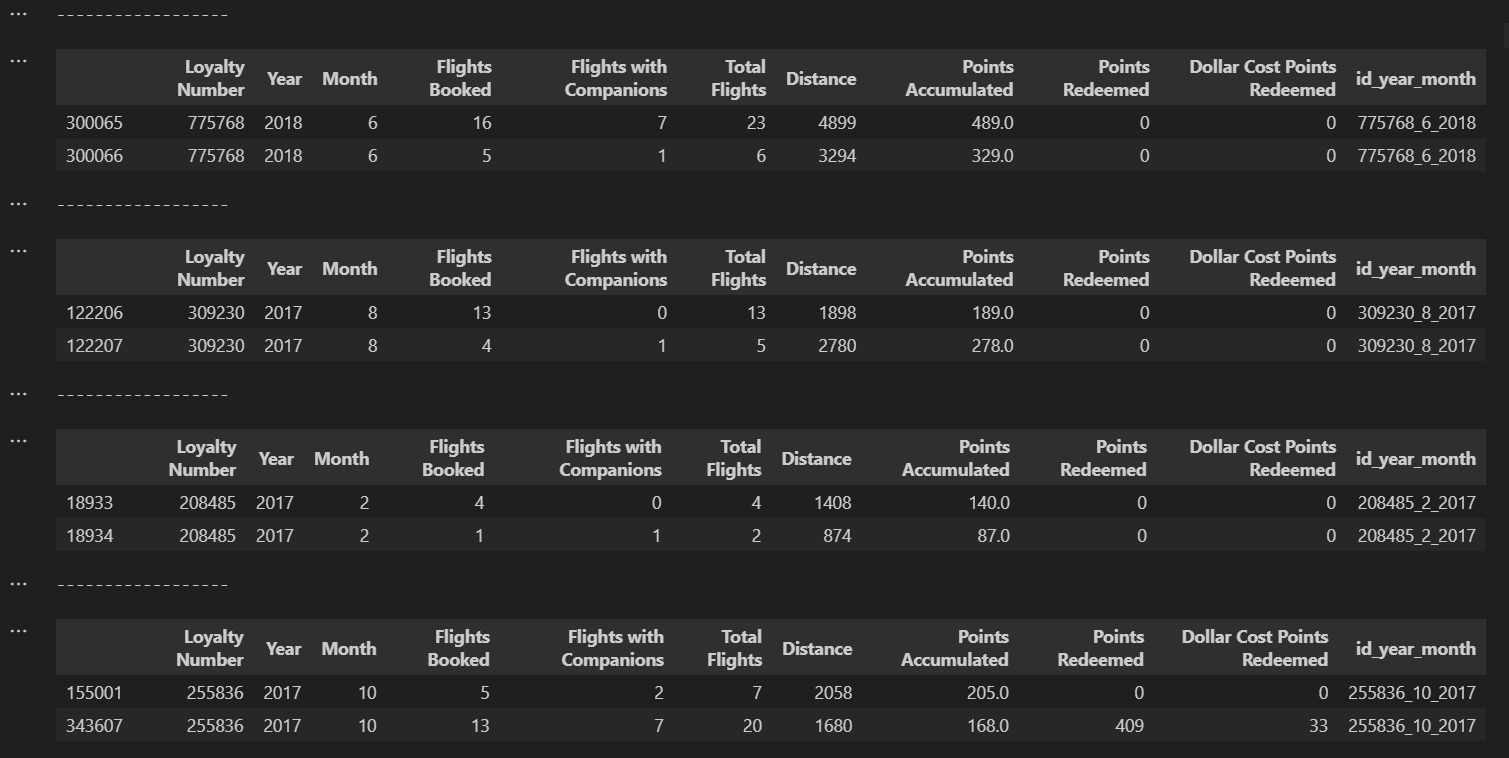 ... ------------------
...
Loyalty Number Year Month Flights Booked Flights with Companions Total Flights Distance Points Accumulated Points Redeemed Dollar Cost Points Redeemed id_year_month
300065 775768 2018 6 16 7 23 4899 489.0 0 0 775768_6_2018
300066 775768 2018 6 5 1 6 3294 329.0 0 0 775768_6_2018
... ------------------
...
Loyalty Number Year Month Flights Booked Flights with Companions Total Flights Distance Points Accumulated Points Redeemed Dollar Cost Points Redeemed id_year_month
122206 309230 2017 8 13 0 13 1898 189.0 0 0 309230_8_2017
122207 309230 2017 8 4 1 5 2780 278.0 0 0 309230_8_2017
... ------------------
...
Loyalty Number Year Month Flights Booked Flights with Companions Total Flights Distance Points Accumulated Points Redeemed Dollar Cost Points Redeemed id_year_month
18933 208485 2017 2 4 0 4 1408 140.0 0 0 208485_2_2017
18934 208485 2017 2 1 1 2 874 87.0 0 0 208485_2_2017
... ------------------
...
Loyalty Number Year Month Flights Booked Flights with Companions Total Flights Distance Points Accumulated Points Redeemed Dollar Cost Points Redeemed id_year_month
155001 255836 2017 10 5 2 7 2058 205.0 0 0 255836_10_2017
343607 255836 2017 10 13 7 20 1680 168.0 409 33 255836_10_2017